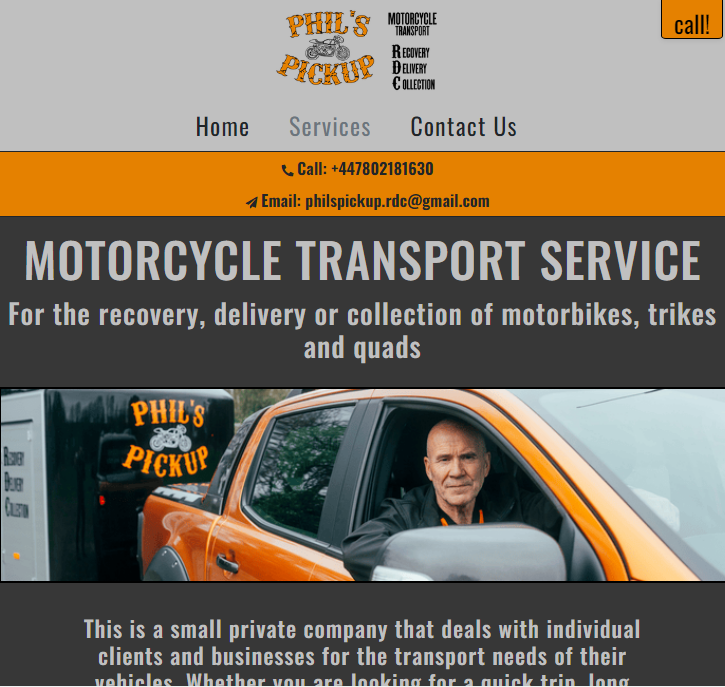 PHIL'S
PICKUP
MOTORCYCLE
TRANSPORT
RECOVERY
DELIVERY
COLLECTION
call!
Home Services Contact Us
Call: +447802181630
Email: philspickup.rdc@gmail.com
MOTORCYCLE TRANSPORT SERVICE
For the recovery, delivery or collection of motorbikes, trikes
and quads
PHIL'S
PICKUP
RECOVERY
DELIVERY
COLLECTION
This is a small private company that deals with individual
clients and businesses for the transport needs of their
vehicles. Whether you are looking for a quick trip, long